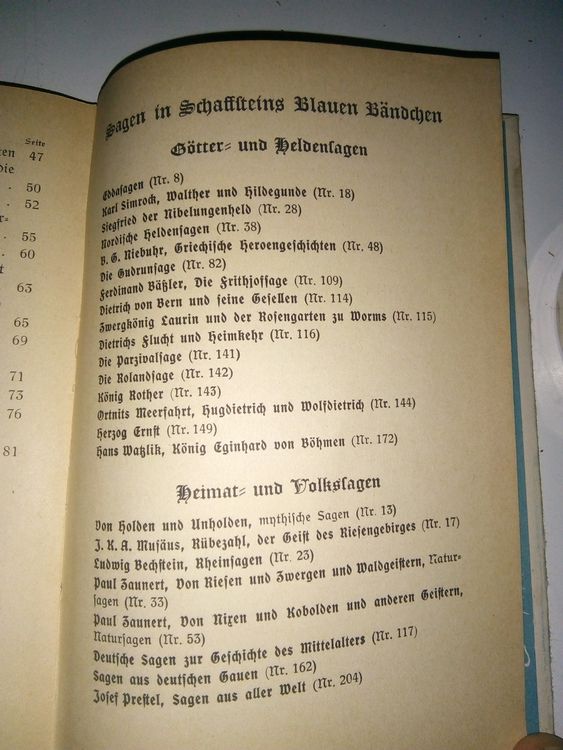 Seite
ten 47
Die
. 50
. 52
r-
. 55
. 60
t
63
65
69
71
73
76
81
Sagen in Schaffsteins Blauen Bändchen
Götter- und Heldensagen
Eddasagen (Nr. 8)
Karl Simrock, Walther und Hildegunde (Nr. 18)
Siegfried der Nibelungenheld (Nr. 28)
Nordische Heldensagen (Nr. 38)
B. G. Niebuhr, Griechische Heroengeschichten (Nr. 48)
Die Gudrunsage (Nr. 82)
Ferdinand Bäßler, Die Frithjofsage (Nr. 109)
Dietrich von Bern und seine Gesellen (Nr. 114)
Zwergkönig Laurin und der Rosengarten zu Worms (Nr. 115)
Dietrichs Flucht und Heimkehr (Nr. 116)
Die Parzivalsage (Nr. 141)
Die Rolandsage (Nr. 142)
König Rother (Nr. 143)
Ortnits Meerfahrt, Hugdietrich und Wolfdietrich (Nr. 144)
Herzog Ernst (Nr. 149)
Hans Watzlik, König Eginhard von Böhmen (Nr. 172)
Heimat- und Volkssagen
Von Holden und Unholden, mythische Sagen (Nr. 13)
J. K. A. Musäus, Rübezahl, der Geist des Riesengebirges (Nr. 17)
Ludwig Bechstein, Rheinsagen (Nr. 23)
Paul Zaunert, Von Riesen und Zwergen und Waldgeistern, Natur-
sagen (Nr. 33)
Paul Zaunert, Von Nixen und Kobolden und anderen Geistern,
Natursagen (Nr. 53)
Deutsche Sagen zur Geschichte des Mittelalters (Nr. 117)
Sagen aus deutschen Gauen (Nr. 162)
Josef Prestel, Sagen aus aller Welt (Nr. 204)